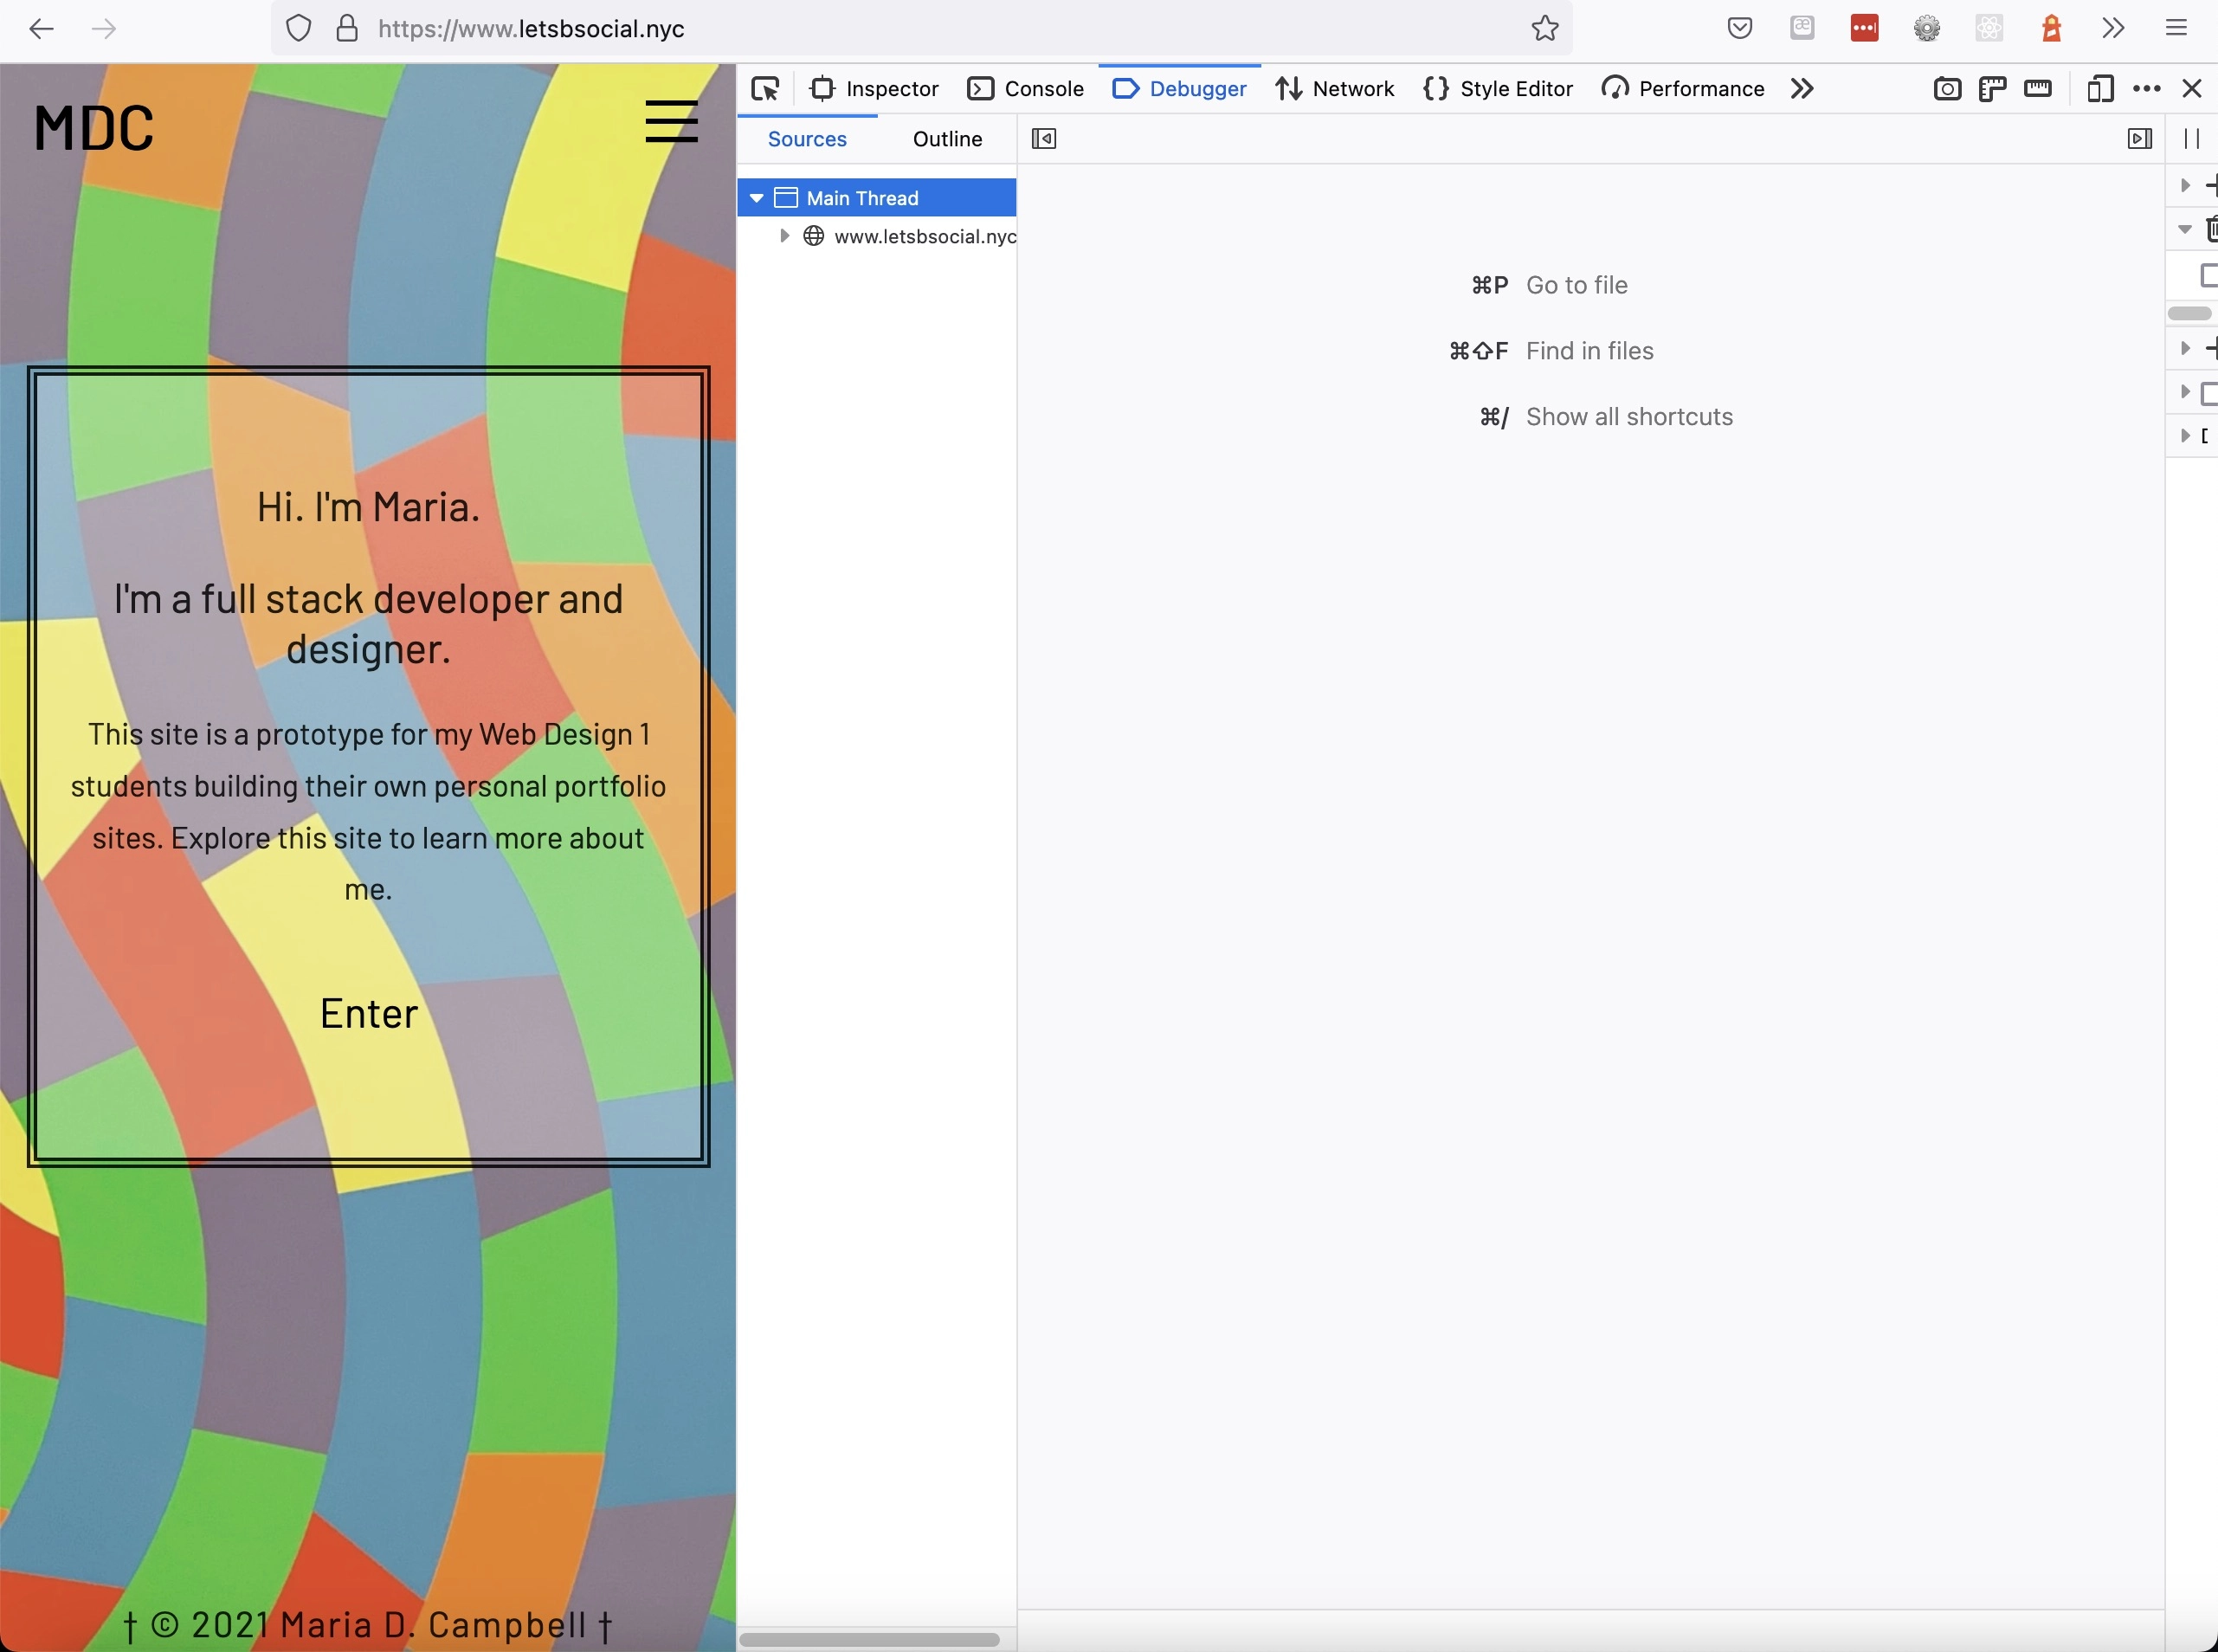 https://www.letsbsocial.nyc
MDC
Hi. I'm Maria.
I'm a full stack developer and
designer.
This site is a prototype for my Web Design 1
students building their own personal portfolio
sites. Explore this site to learn more about
me.
Enter
† © 2021 Maria D. Campbell †
Inspector Console Debugger Network Style Editor Performance
Sources Outline
Main Thread
www.letsbsocial.nyc
⌘P Go to file
⌘⇧F Find in files
⌘/ Show all shortcuts